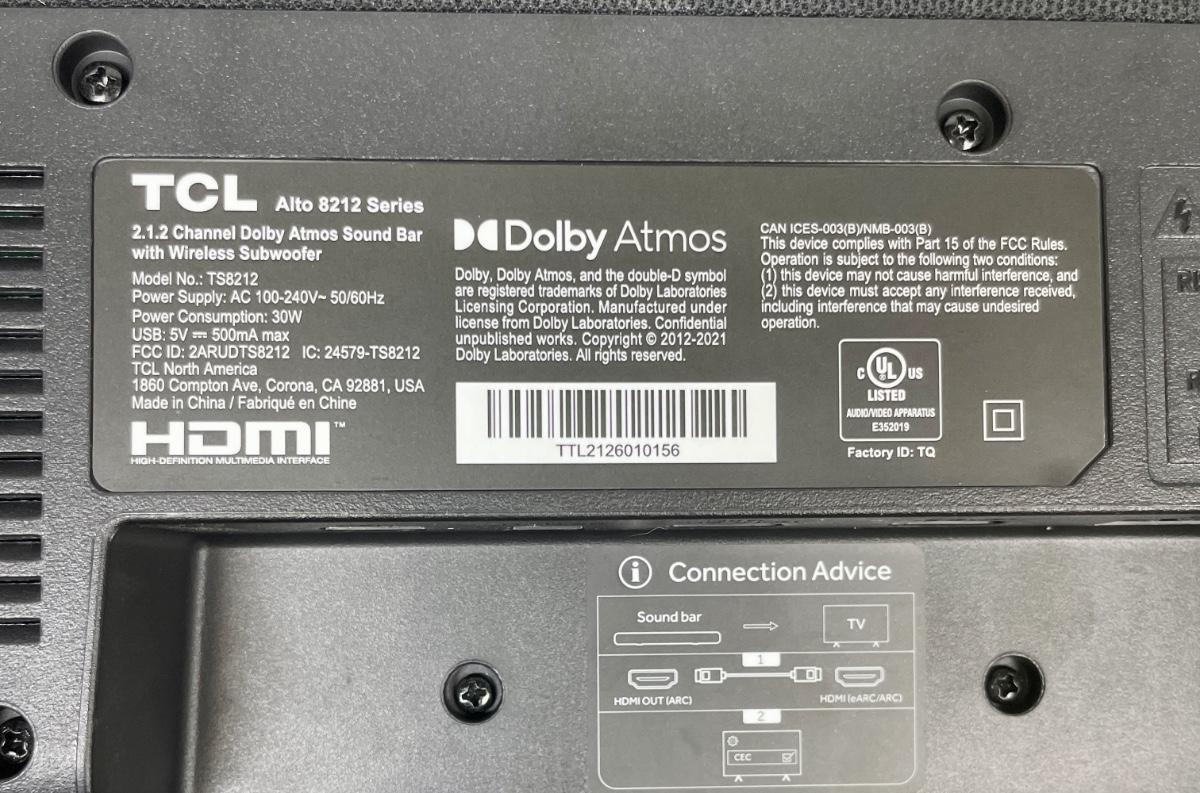 TCL Alto 8212 Series
2.1.2 Channel Dolby Atmos Sound Bar
with Wireless Subwoofer
Model No.: TS8212
Power Supply: AC 100-240V~ 50/60Hz
Power Consumption: 30W
USB: 5V ⎓ 500mA max
FCC ID: 2ARUDTS8212 IC: 24579-TS8212
TCL North America
1860 Compton Ave, Corona, CA 92881, USA
Made in China / Fabriqué en Chine
HDMI™
HIGH-DEFINITION MULTIMEDIA INTERFACE
Dolby Atmos
Dolby, Dolby Atmos, and the double-D symbol
are registered trademarks of Dolby Laboratories
Licensing Corporation. Manufactured under
license from Dolby Laboratories. Confidential
unpublished works. Copyright © 2012-2021
Dolby Laboratories. All rights reserved.
TTL2126010156
CAN ICES-003(B)/NMB-003(B)
This device complies with Part 15 of the FCC Rules.
Operation is subject to the following two conditions:
(1) this device may not cause harmful interference, and
(2) this device must accept any interference received,
including interference that may cause undesired
operation.
C UL US
LISTED
AUDIO/VIDEO APPARATUS
E352019
Factory ID: TQ
i Connection Advice
Sound bar
TV
1
HDMI OUT (ARC)
HDMI (eARC/ARC)
2
CEC